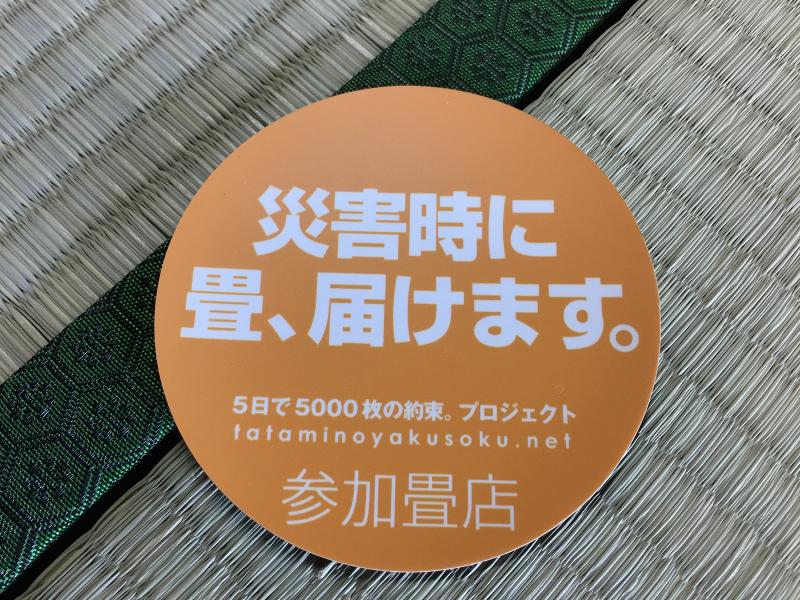 災害時に
畳、届けます。
5日で5000枚の約束。プロジェクト
tataminoyakusoku.net
参加畳店